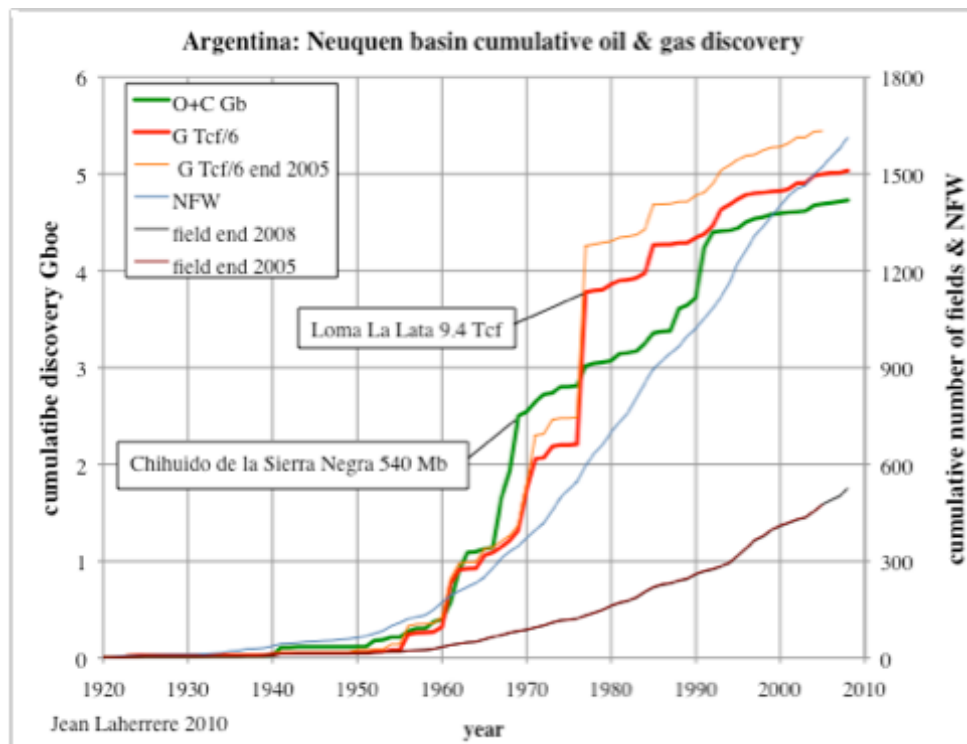 Argentina: Neuquen basin cumulative oil & gas discovery
6
5
4
3
2
1
0
cumulatibe discovery Gboe
O+C Gb
G Tcf/6
G Tcf/6 end 2005
NFW
field end 2008
field end 2005
Loma La Lata 9.4 Tcf
Chihuido de la Sierra Negra 540 Mb
1800
1500
1200
900
600
300
0
cumulative number of fields & NFW
1920 1930 1940 1950 1960 1970 1980 1990 2000 2010
Jean Laherrere 2010
year